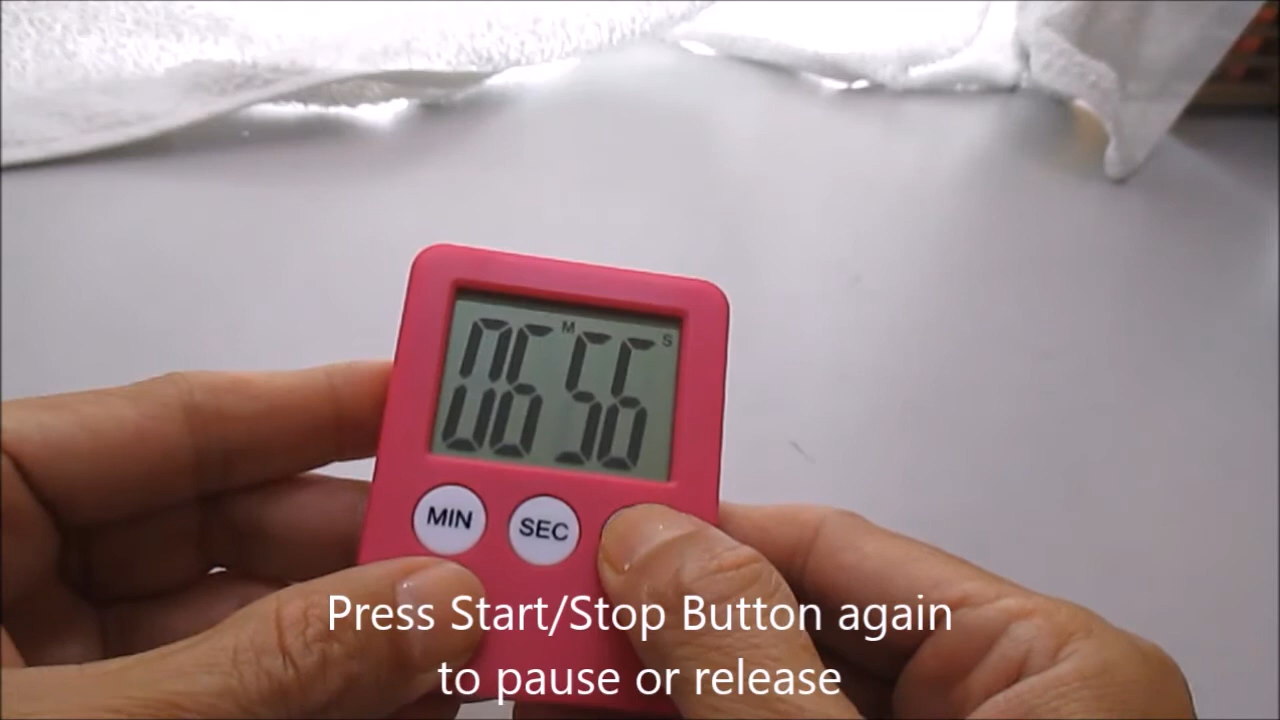 M S
06 56
MIN SEC
Press Start/Stop Button again
to pause or release